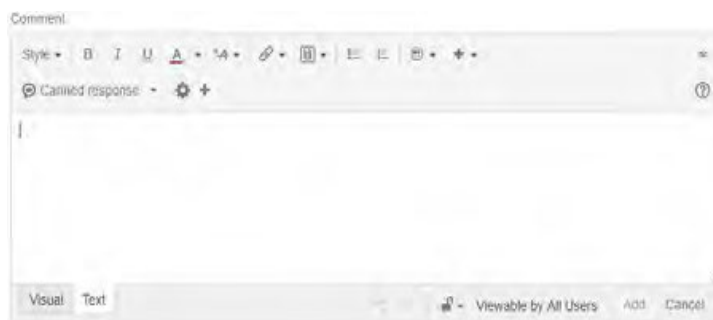 Comment
Style B I U A
Canned response
Visual Text Viewable by All Users Add Cancel